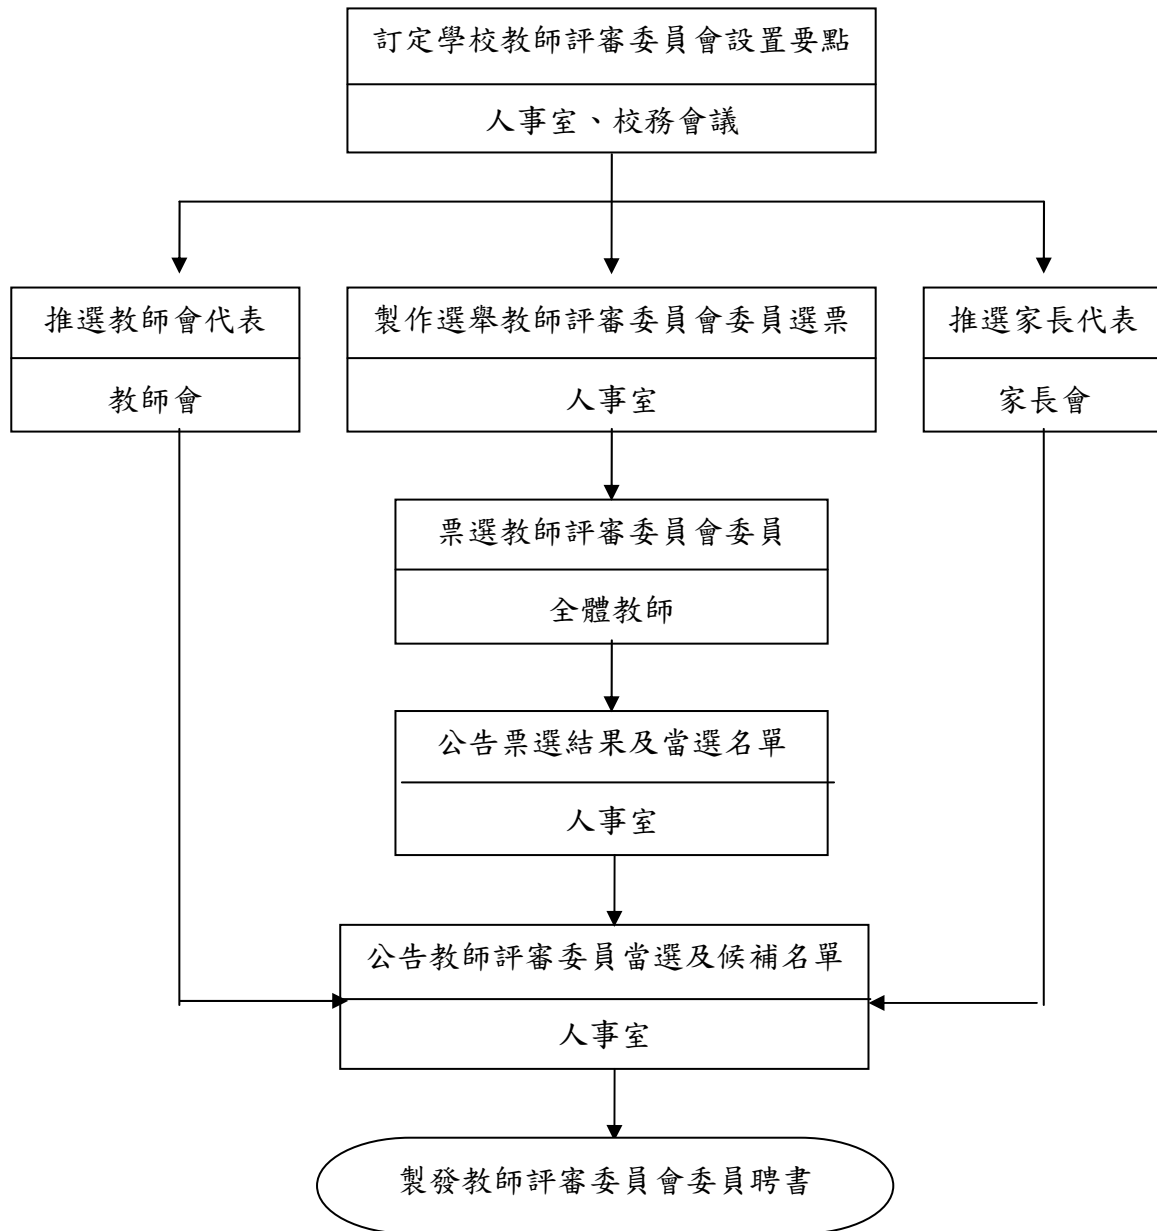 訂定學校教師評審委員會設置要點
人事室、校務會議
推選教師會代表
教師會
製作選舉教師評審委員會委員選票
人事室
推選家長代表
家長會
票選教師評審委員會委員
全體教師
公告票選結果及當選名單
人事室
公告教師評審委員當選及候補名單
人事室
製發教師評審委員會委員聘書